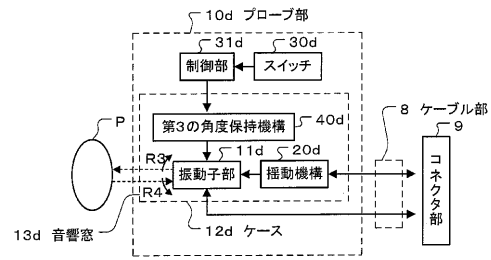 10d プローブ部
31d
30d
制御部
スイッチ
第3の角度保持機構
40d
8 ケーブル部
P
11d
20d
9
R3
振動子部
揺動機構
コネクタ部
R4
13d 音響窓
12d ケース